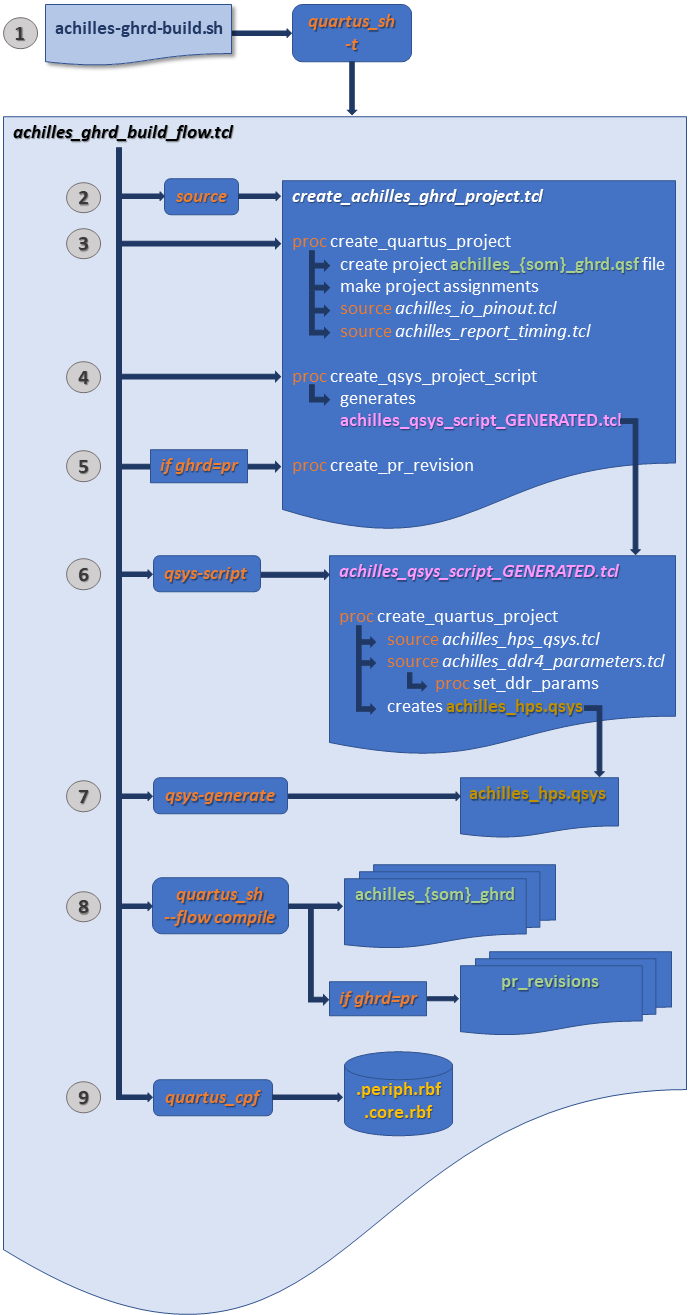 1
achilles-ghrd-build.sh
quartus_sh
-t
achilles_ghrd_build_flow.tcl
2
source
create_achilles_ghrd_project.tcl
3
proc create_quartus_project
create project achilles_{som}_ghrd.qsf file
make project assignments
source achilles_io_pinout.tcl
source achilles_report_timing.tcl
4
proc create_qsys_project_script
generates
achilles_qsys_script_GENERATED.tcl
5
if ghrd=pr
proc create_pr_revision
6
qsys-script
achilles_qsys_script_GENERATED.tcl
proc create_quartus_project
source achilles_hps_qsys.tcl
source achilles_ddr4_parameters.tcl
proc set_ddr_params
creates achilles_hps.qsys
7
qsys-generate
achilles_hps.qsys
8
quartus_sh
--flow compile
achilles_{som}_ghrd
if ghrd=pr
pr_revisions
9
quartus_cpf
.periph.rbf
.core.rbf